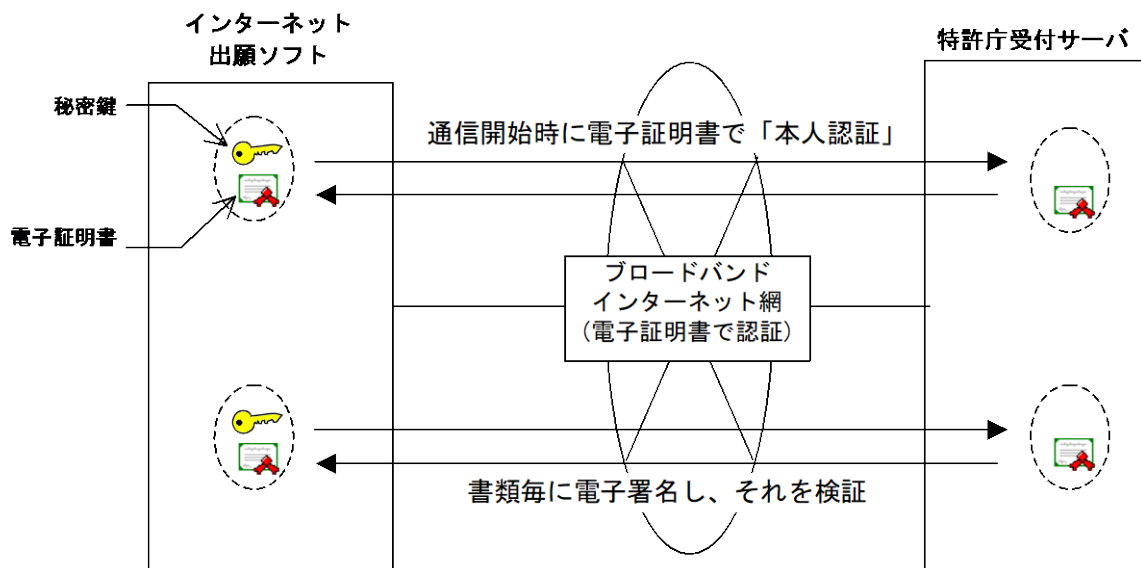 インターネット
出願ソフト
特許庁受付サーバ
秘密鍵
通信開始時に電子証明書で「本人認証」
電子証明書
ブロードバンド
インターネット網
(電子証明書で認証)
書類毎に電子署名し、それを検証